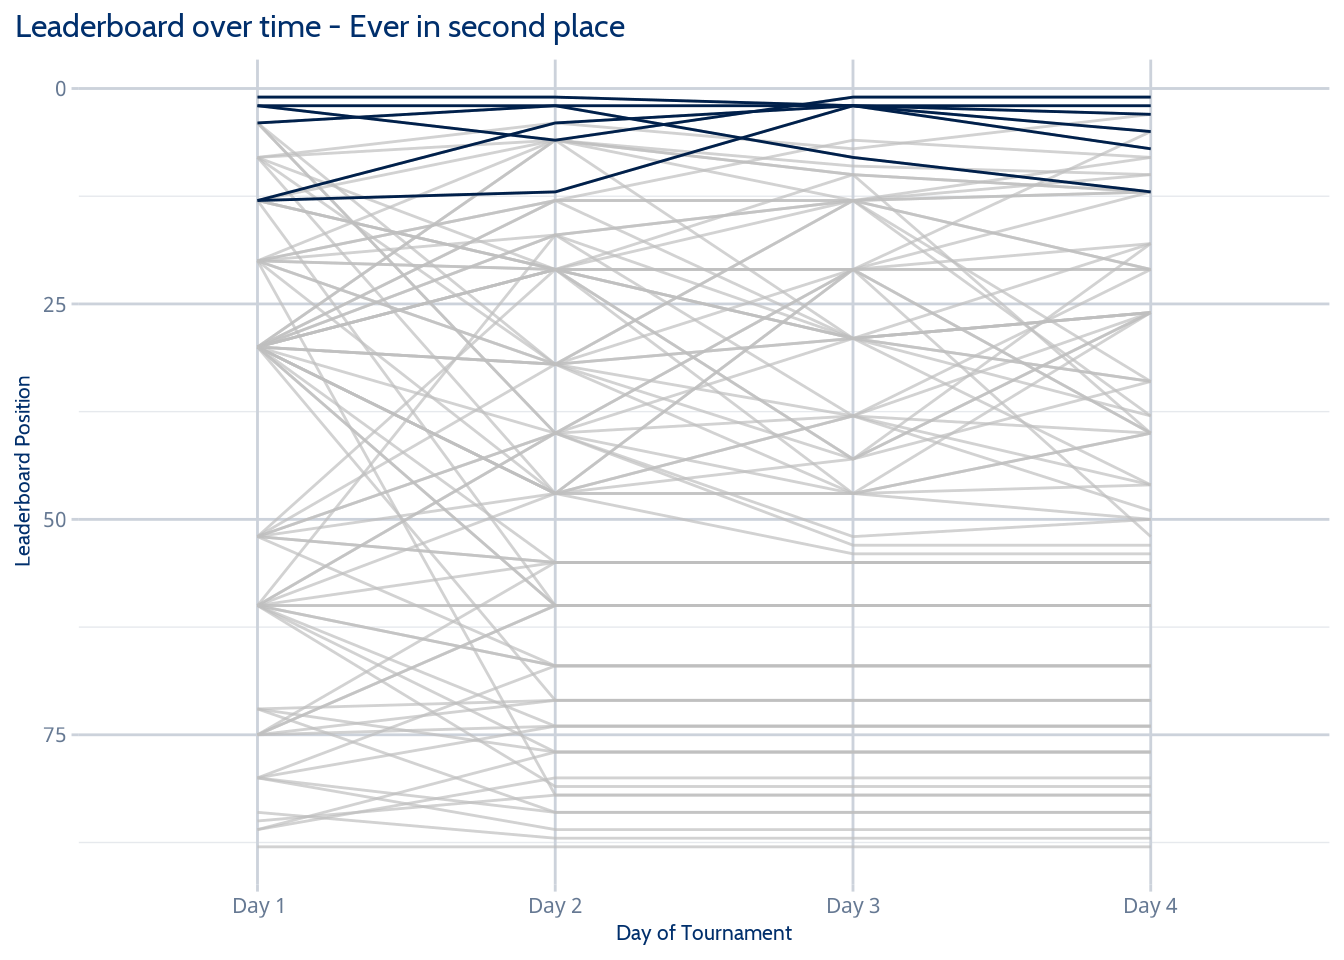 Leaderboard over time - Ever in second place
Leaderboard Position
0
25
50
75
Day 1
Day 2
Day 3
Day 4
Day of Tournament